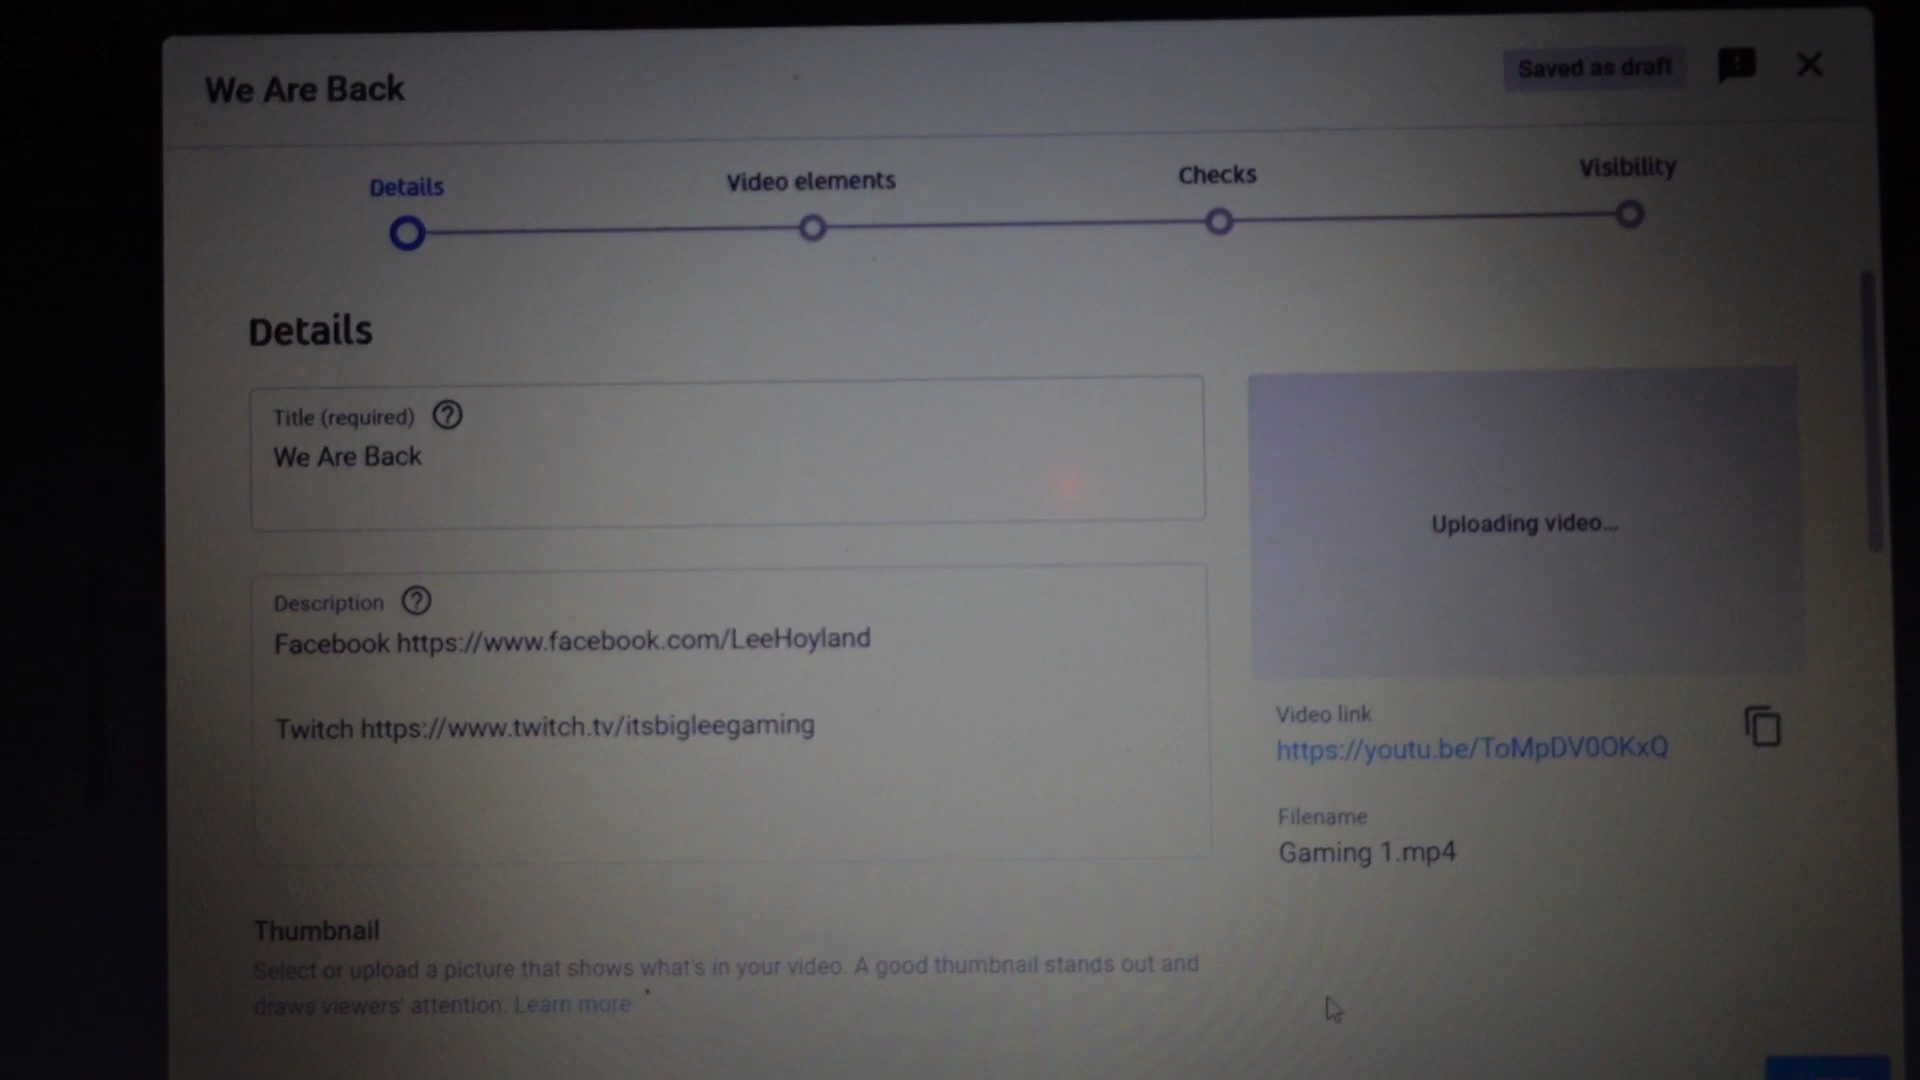 We Are Back
Saved as draft
Details
Video elements
Checks
Visibility
Details
Title (required)
We Are Back
Description
Facebook https://www.facebook.com/LeeHoyland
Twitch https://www.twitch.tv/itsbigleegaming
Uploading video...
Video link
https://youtu.be/ToMpDV0OKxQ
Filename
Gaming 1.mp4
Thumbnail
Select or upload a picture that shows what's in your video. A good thumbnail stands out and
draws viewers' attention. Learn more